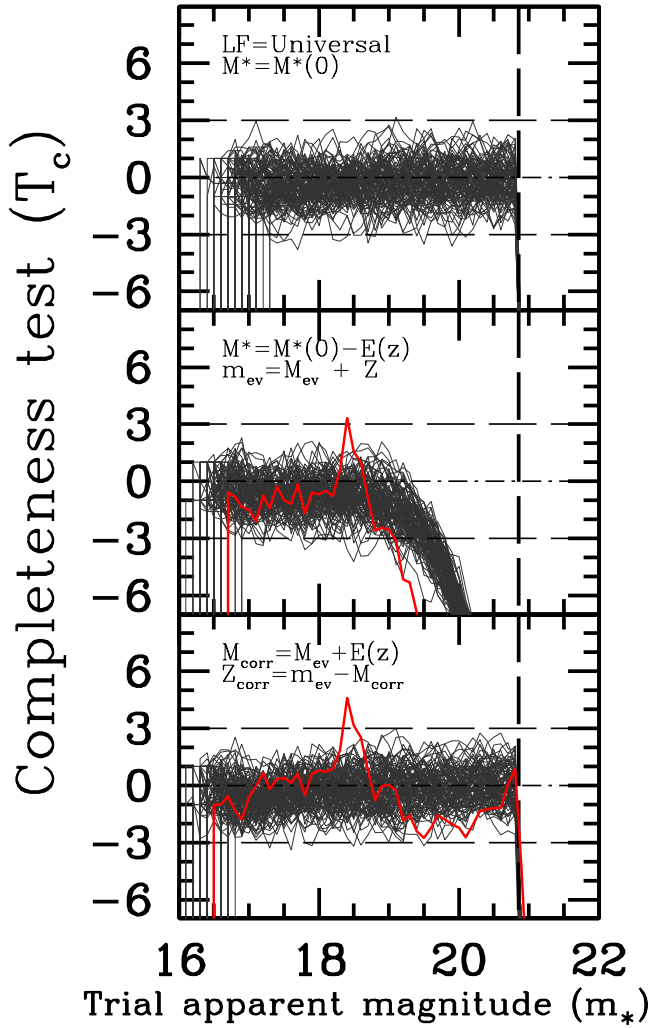 Completeness test (T_c)
LF=Universal
M*=M*(0)
6
3
0
−3
−6
M*=M*(0)−E(z)
m_ev=M_ev + Z
6
3
0
−3
−6
M_corr=M_ev+E(z)
Z_corr=m_ev−M_corr
6
3
0
−3
−6
16 18 20 22
Trial apparent magnitude (m_*)